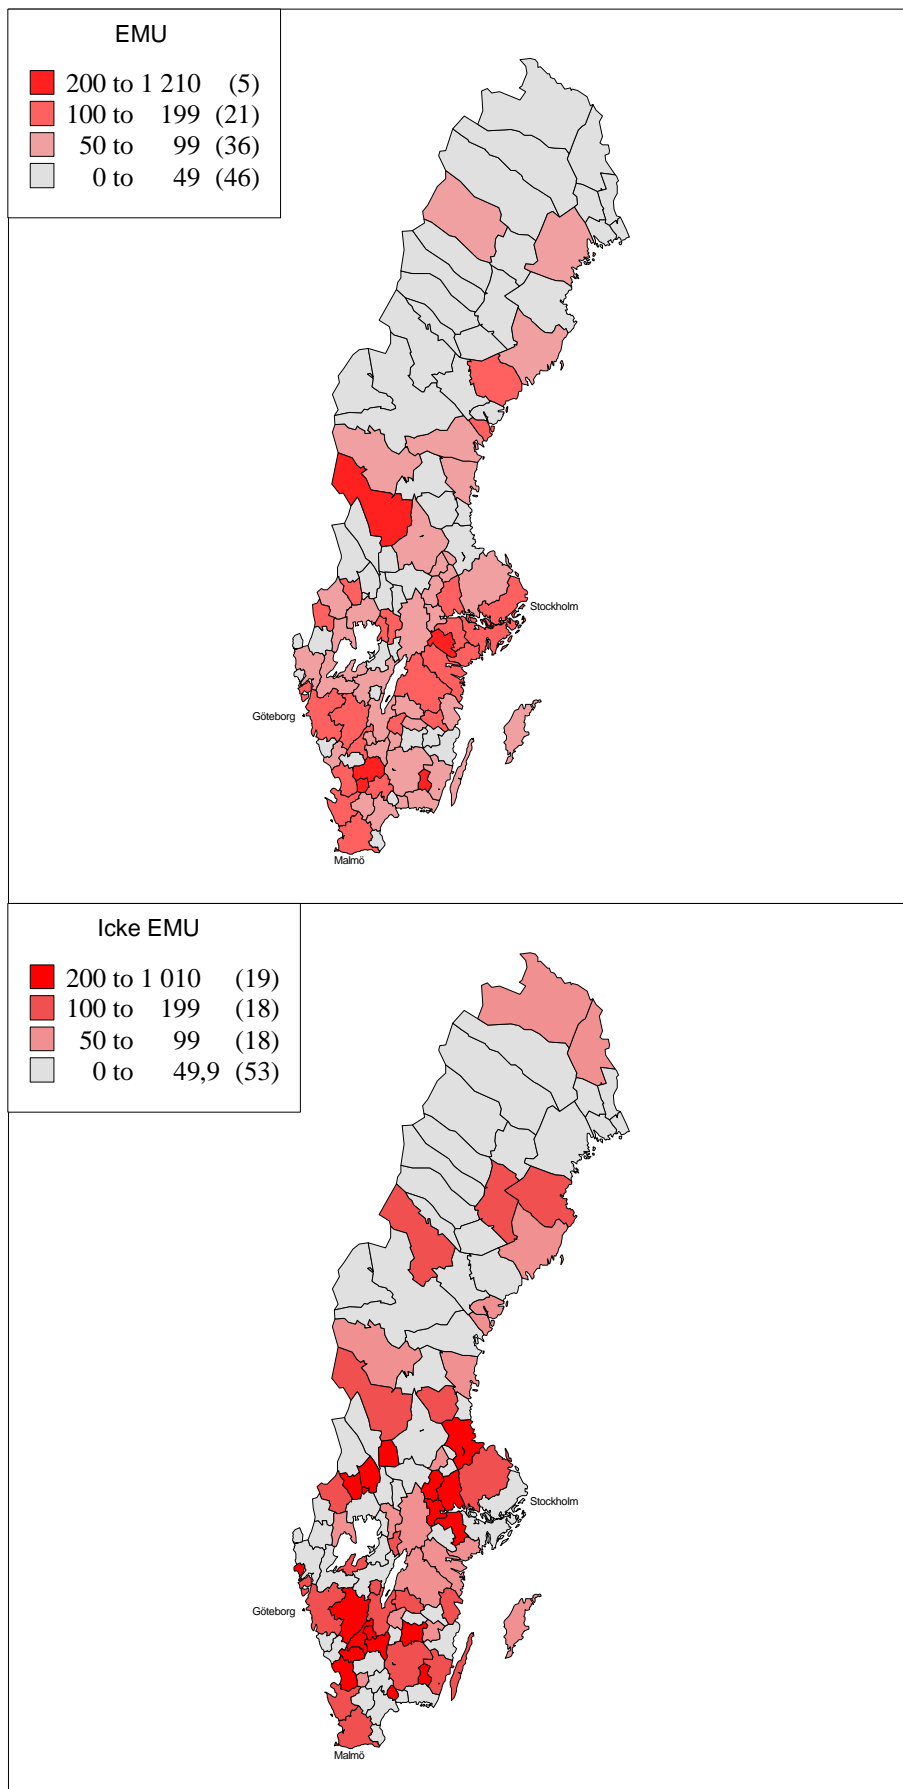 EMU
200 to 1 210 (5)
100 to 199 (21)
50 to 99 (36)
0 to 49 (46)
Stockholm
Göteborg
Malmö
Icke EMU
200 to 1 010 (19)
100 to 199 (18)
50 to 99 (18)
0 to 49,9 (53)
Stockholm
Göteborg
Malmö